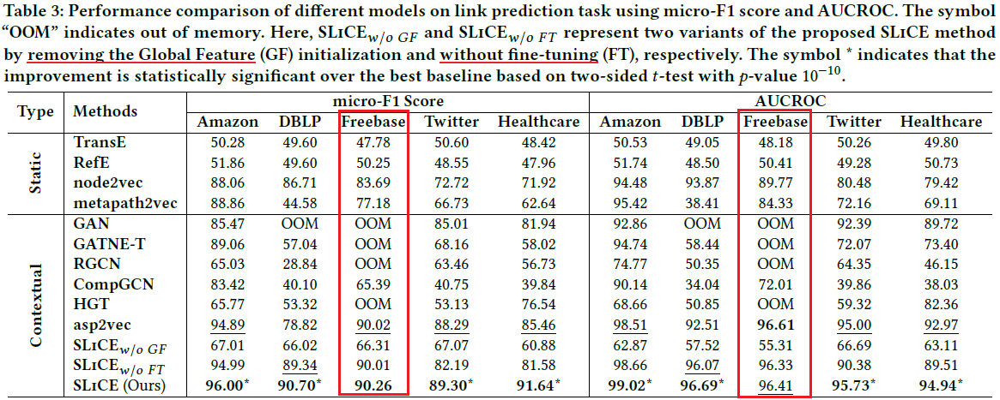 Table 3: Performance comparison of different models on link prediction task using micro-F1 score and AUCROC. The symbol
“OOM” indicates out of memory. Here, SLiCE w/o GF and SLiCE w/o FT represent two variants of the proposed SLiCE method
by removing the Global Feature (GF) initialization and without fine-tuning (FT), respectively. The symbol * indicates that the
improvement is statistically significant over the best baseline based on two-sided t-test with p-value 10−10.
Type Methods micro-F1 Score AUCROC
Amazon DBLP Freebase Twitter Healthcare Amazon DBLP Freebase Twitter Healthcare
Static
TransE 50.28 49.60 47.78 50.60 48.42 50.53 49.05 48.18 50.26 49.80
RefE 51.86 49.60 50.25 48.55 47.96 51.74 48.50 50.41 49.28 50.73
node2vec 88.06 86.71 83.69 72.72 71.92 94.48 93.87 89.77 80.48 79.42
metapath2vec 88.86 44.58 77.18 66.73 62.64 95.42 38.41 84.33 72.16 69.11
Contextual
GAN 85.47 OOM OOM 85.01 81.94 92.86 OOM OOM 92.39 89.72
GATNE-T 89.06 57.04 OOM 68.16 58.02 94.74 58.44 OOM 72.07 73.40
RGCN 65.03 28.84 OOM 63.46 56.73 74.77 50.35 OOM 64.35 46.15
CompGCN 83.42 40.10 65.39 40.75 39.84 90.14 34.04 72.01 39.86 38.03
HGT 65.77 53.32 OOM 53.13 76.54 68.66 50.85 OOM 59.32 82.36
asp2vec 94.89 78.82 90.02 88.29 85.46 98.51 92.51 96.61 95.00 92.97
SLiCE w/o GF 67.01 66.02 66.31 67.07 60.88 62.87 57.52 55.31 66.69 63.11
SLiCE w/o FT 94.99 89.34 90.01 82.19 81.58 98.66 96.07 96.33 90.38 89.51
SLiCE (Ours) 96.00* 90.70* 90.26 89.30* 91.64* 99.02* 96.69* 96.41 95.73* 94.94*